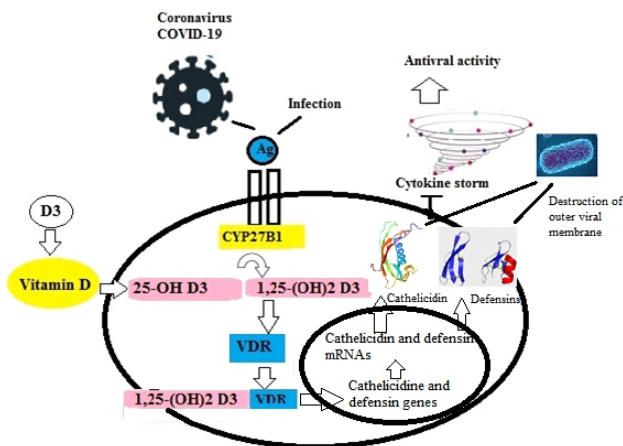 Coronavirus
COVID-19
Infection
Ag
Antivral activity
Cytokine storm
Destruction of
outer viral
membrane
D3
Vitamin D
CYP27B1
25-OH D3
1,25-(OH)2 D3
Cathelicidin
Defensins
VDR
Cathelicidin and defensin
mRNAs
Cathelicidine and
defensin genes
1,25-(OH)2 D3
VDR